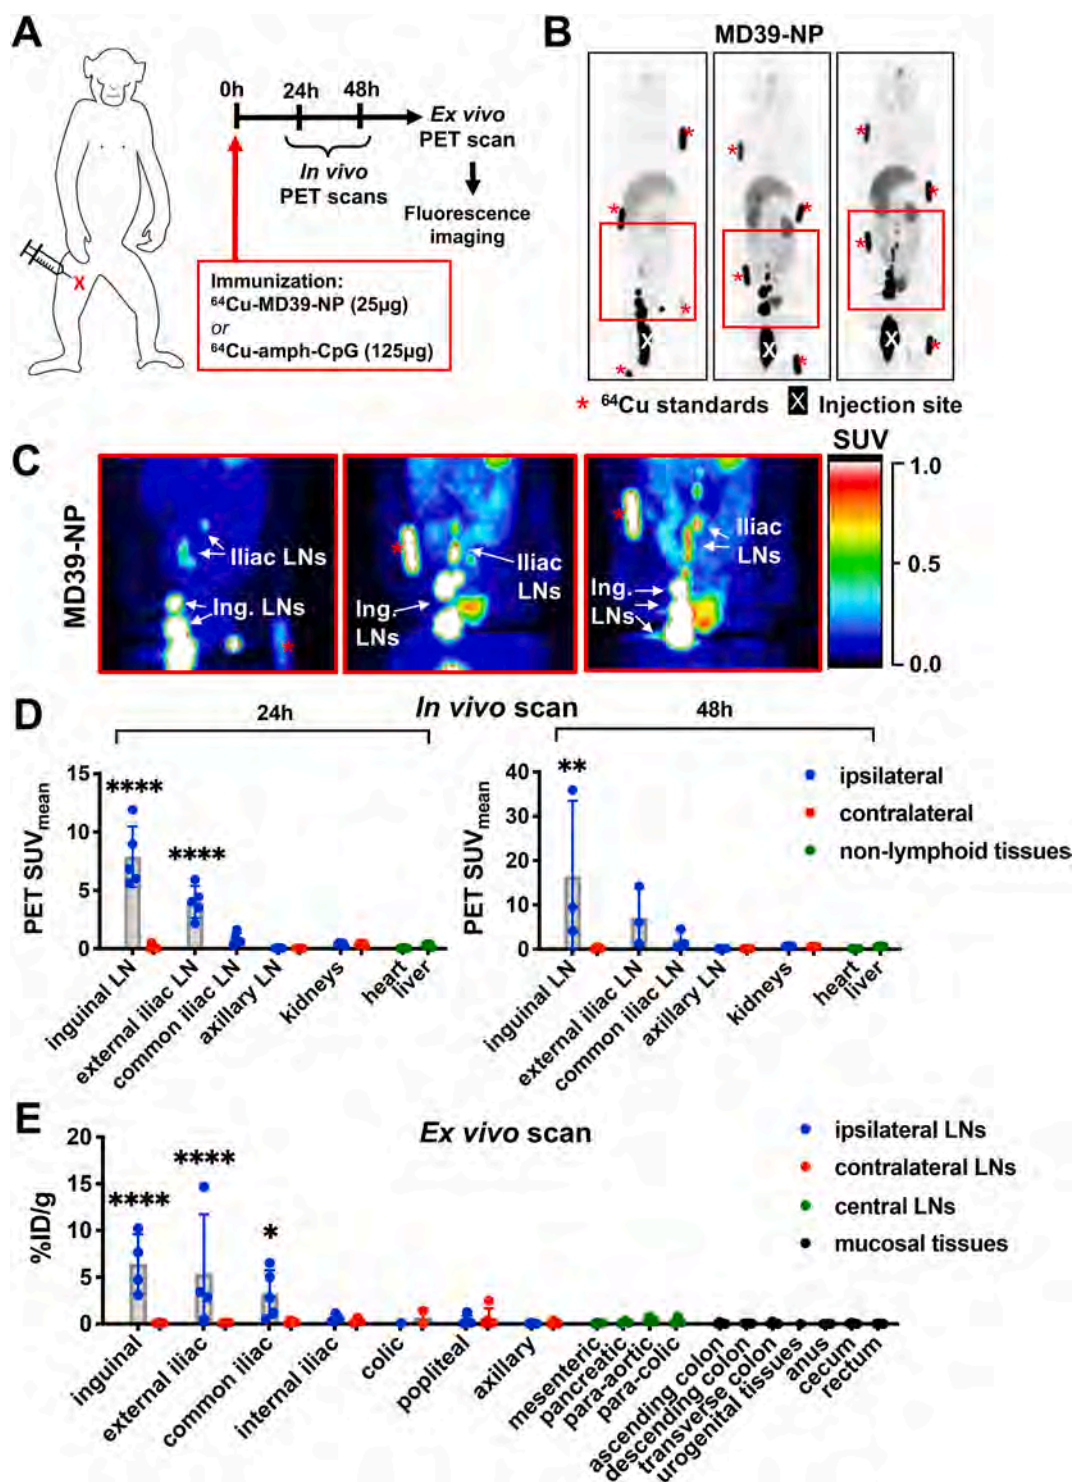 A
0h
24h
48h
Ex vivo
PET scan
In vivo
PET scans
Fluorescence
imaging
X
Immunization:
⁶⁴Cu-MD39-NP (25µg)
or
⁶⁴Cu-amph-CpG (125µg)
B
MD39-NP
*
*
*
*
*
*
*
*
*
*
*
*
X
X
X
* ⁶⁴Cu standards X Injection site
C
MD39-NP
Iliac LNs
Ing. LNs
*
*
Iliac
LNs
Ing.
LNs
*
Iliac
LNs
Ing.
LNs
SUV
1.0
0.5
0.0
D
In vivo scan
24h
48h
PET SUVmean
15
10
5
0
****
****
inguinal LN
external iliac LN
common iliac LN
axillary LN
kidneys
heart
liver
PET SUVmean
40
30
20
10
0
**
inguinal LN
external iliac LN
common iliac LN
axillary LN
kidneys
heart
liver
ipsilateral
contralateral
non-lymphoid tissues
E
Ex vivo scan
%ID/g
20
15
10
5
0
****
****
*
inguinal
external iliac
common iliac
internal iliac
colic
popliteal
axillary
mesenteric
pancreatic
para-aortic
para-colic
ascending colon
descending colon
transverse colon
urogenital tissues
anus
cecum
rectum
ipsilateral LNs
contralateral LNs
central LNs
mucosal tissues